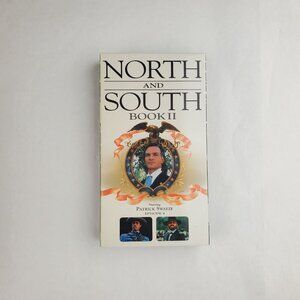 NORTH
AND
SOUTH
BOOK II
Starring
PATRICK SWAYZE
EPISODE 6